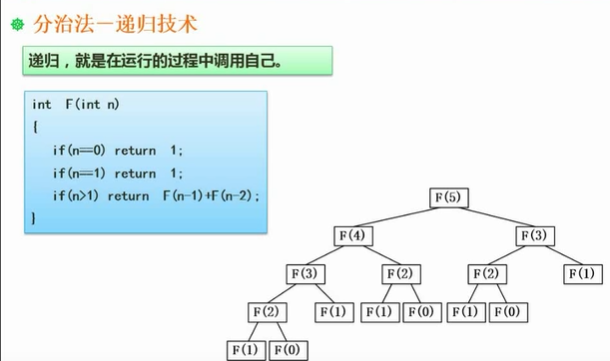 分治法－递归技术
递归，就是在运行的过程中调用自己。
int F(int n)
{
if(n==0) return 1;
if(n==1) return 1;
if(n>1) return F(n-1)+F(n-2);
}
F(5)
F(4) F(3)
F(3) F(2) F(2) F(1)
F(2) F(1) F(1) F(0) F(1) F(0)
F(1) F(0)